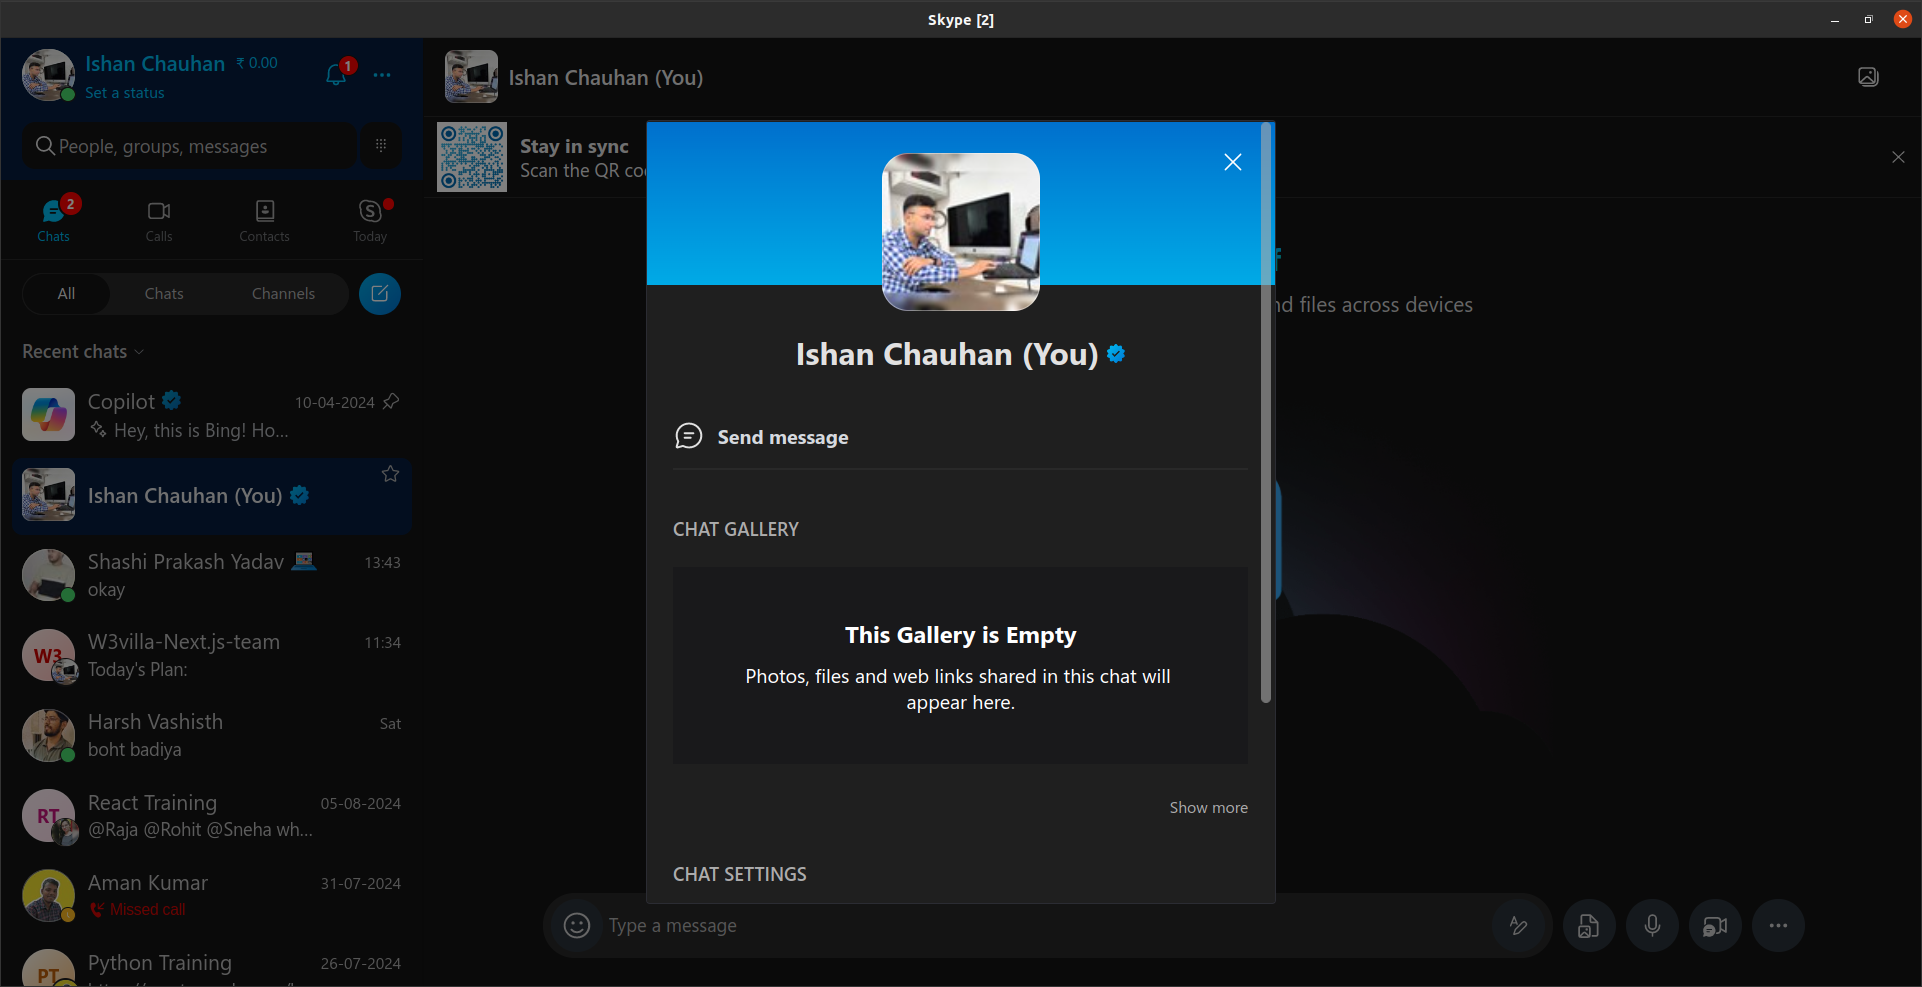 Skype [2]
Ishan Chauhan ₹ 0.00
1
Set a status
People, groups, messages
2
Chats
Calls
Contacts
Today
All
Chats
Channels
Recent chats
Copilot
10-04-2024
Hey, this is Bing! Ho...
Ishan Chauhan (You)
Shashi Prakash Yadav
13:43
okay
W3
W3villa-Next.js-team
11:34
Today's Plan:
Harsh Vashisth
Sat
boht badiya
RT
React Training
05-08-2024
@Raja @Rohit @Sneha wh...
Aman Kumar
31-07-2024
Missed call
PT
Python Training
26-07-2024
Ishan Chauhan (You)
Stay in sync
Scan the QR co
nd files across devices
Ishan Chauhan (You)
Send message
CHAT GALLERY
This Gallery is Empty
Photos, files and web links shared in this chat will
appear here.
Show more
CHAT SETTINGS
Type a message